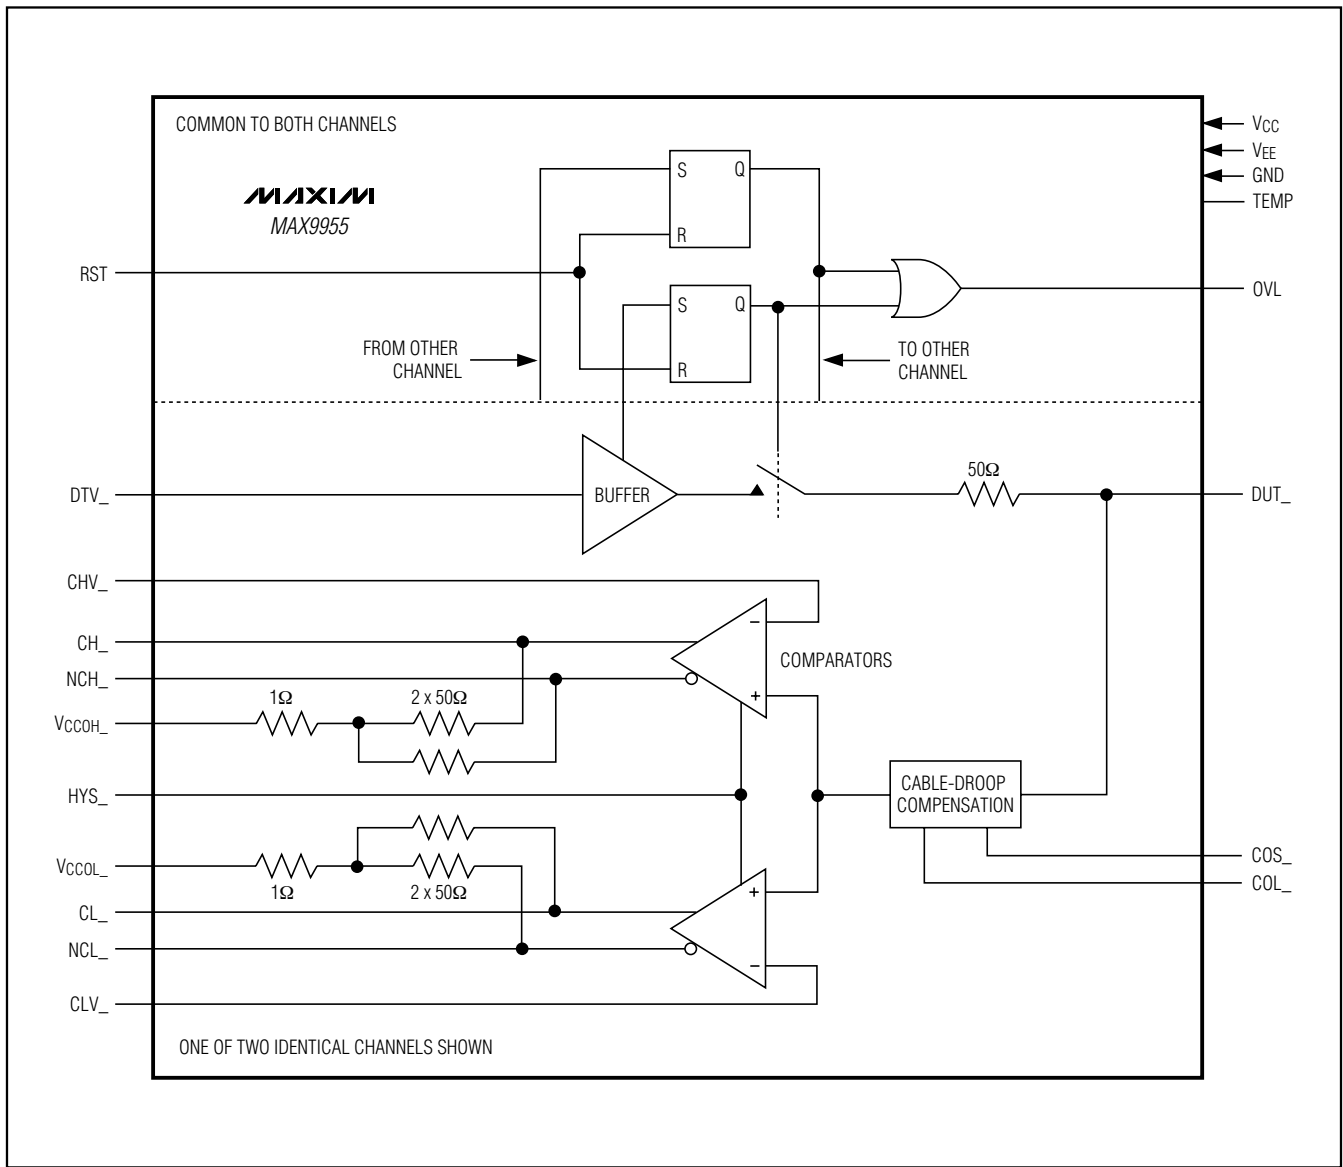 COMMON TO BOTH CHANNELS
MAXIM
MAX9955
VCC
VEE
GND
TEMP
S Q
R
RST
S Q
R
OVL
FROM OTHER
CHANNEL
TO OTHER
CHANNEL
DTV_
BUFFER
50Ω
DUT_
CHV_
CH_
NCH_
−
+
COMPARATORS
1Ω
2 x 50Ω
VCCOH_
HYS_
CABLE-DROOP
COMPENSATION
VCCOL_
1Ω
2 x 50Ω
COS_
COL_
CL_
NCL_
+
−
CLV_
ONE OF TWO IDENTICAL CHANNELS SHOWN